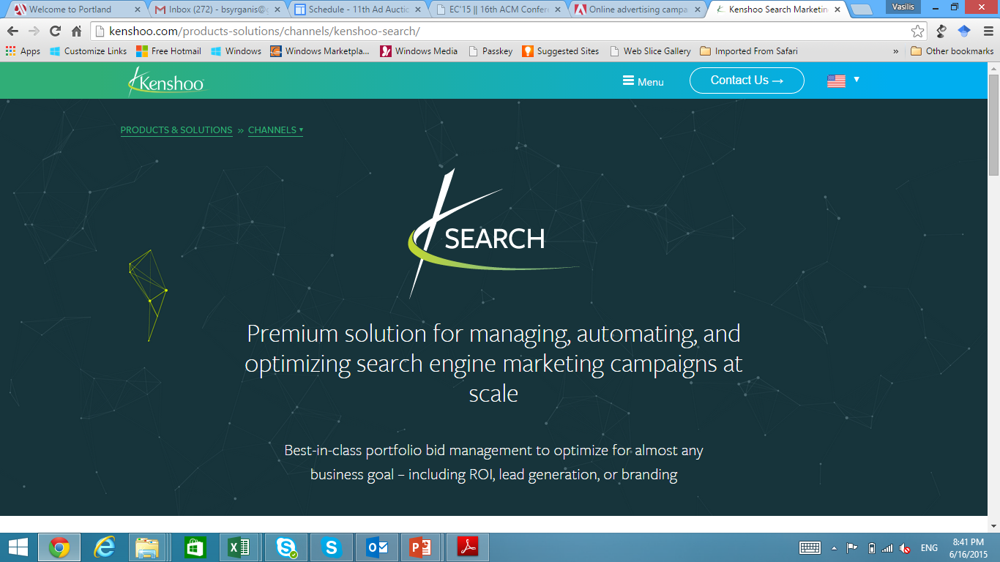 Welcome to Portland
Inbox (272) - bsyrganis@g
Schedule - 11th Ad Auctic
EC'15 || 16th ACM Confer
Online advertising campa
Kenshoo Search Marketin
Vasilis
kenshoo.com/products-solutions/channels/kenshoo-search/
Apps
Customize Links
Free Hotmail
Windows
Windows Marketpla...
Windows Media
Passkey
Suggested Sites
Web Slice Gallery
Imported From Safari
»
Other bookmarks
Kenshoo
Menu
Contact Us →
PRODUCTS & SOLUTIONS » CHANNELS
SEARCH
Premium solution for managing, automating, and
optimizing search engine marketing campaigns at
scale
Best-in-class portfolio bid management to optimize for almost any
business goal – including ROI, lead generation, or branding
ENG
8:41 PM
6/16/2015